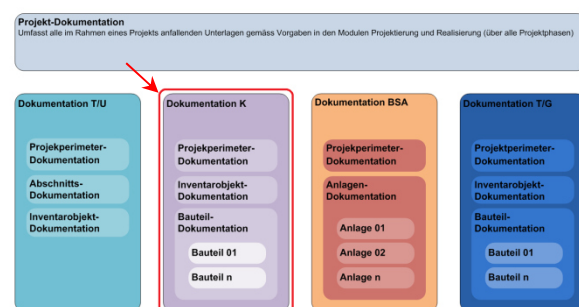 Projekt-Dokumentation
Umfasst alle im Rahmen eines Projekts anfallenden Unterlagen gemäss Vorgaben in den Modulen Projektierung und Realisierung (über alle Projektphasen)
Dokumentation T/U
Projekperimeter-
Dokumentation
Abschnitts-
Dokumentation
Inventarobjekt-
Dokumentation
Dokumentation K
Projekperimeter-
Dokumentation
Inventarobjekt-
Dokumentation
Bauteil-
Dokumentation
Bauteil 01
Bauteil n
Dokumentation BSA
Projekperimeter-
Dokumentation
Anlagen-
Dokumentation
Anlage 01
Anlage 02
Anlage n
Dokumentation T/G
Projektperimeter-
Dokumentation
Inventarobjekt-
Dokumentation
Bauteil-
Dokumentation
Bauteil 01
Bauteil n